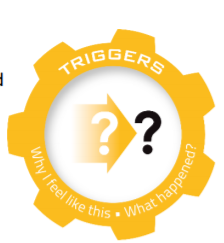 d
TRIGGERS
? ?
Why I feel like this • What happened?